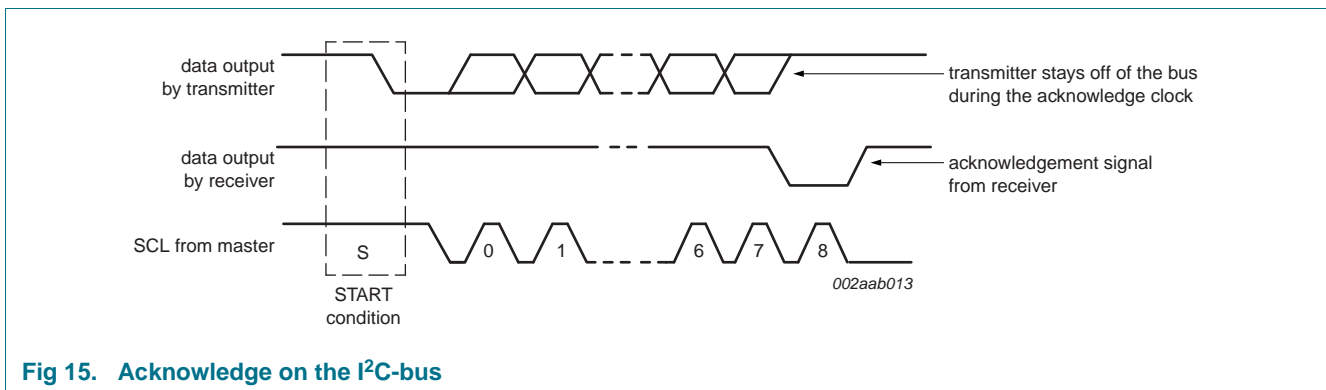 data output
by transmitter
transmitter stays off of the bus
during the acknowledge clock
data output
by receiver
acknowledgement signal
from receiver
SCL from master
S
0
1
6
7
8
002aab013
START
condition
Fig 15. Acknowledge on the I²C-bus